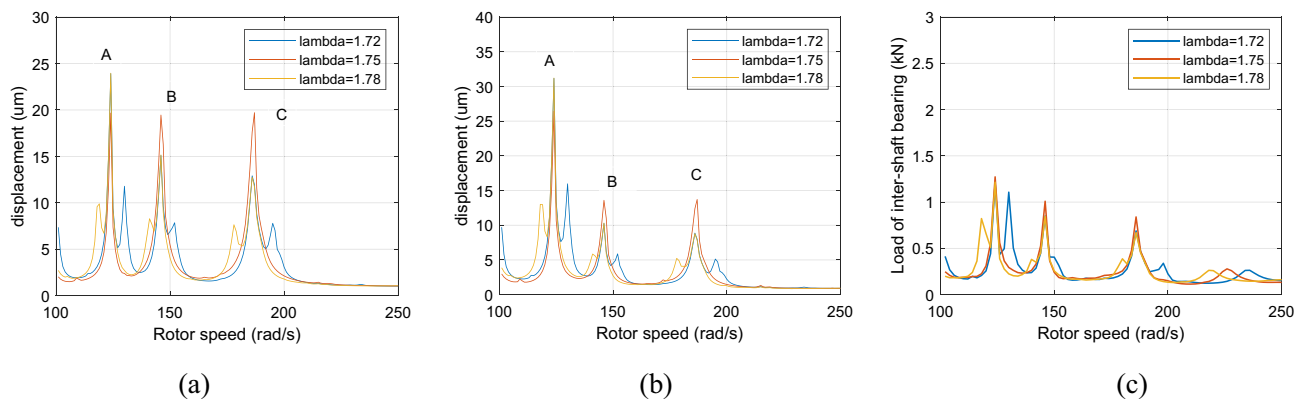 30
25
20
15
10
5
0
displacement (um)
100
150
200
250
Rotor speed (rad/s)
A
B
C
lambda=1.72
lambda=1.75
lambda=1.78
(a)
40
35
30
25
20
15
10
5
0
displacement (um)
100
150
200
250
Rotor speed (rad/s)
A
B
C
lambda=1.72
lambda=1.75
lambda=1.78
(b)
3
2.5
2
1.5
1
0.5
0
Load of inter-shaft bearing (kN)
100
150
200
250
Rotor speed (rad/s)
lambda=1.72
lambda=1.75
lambda=1.78
(c)